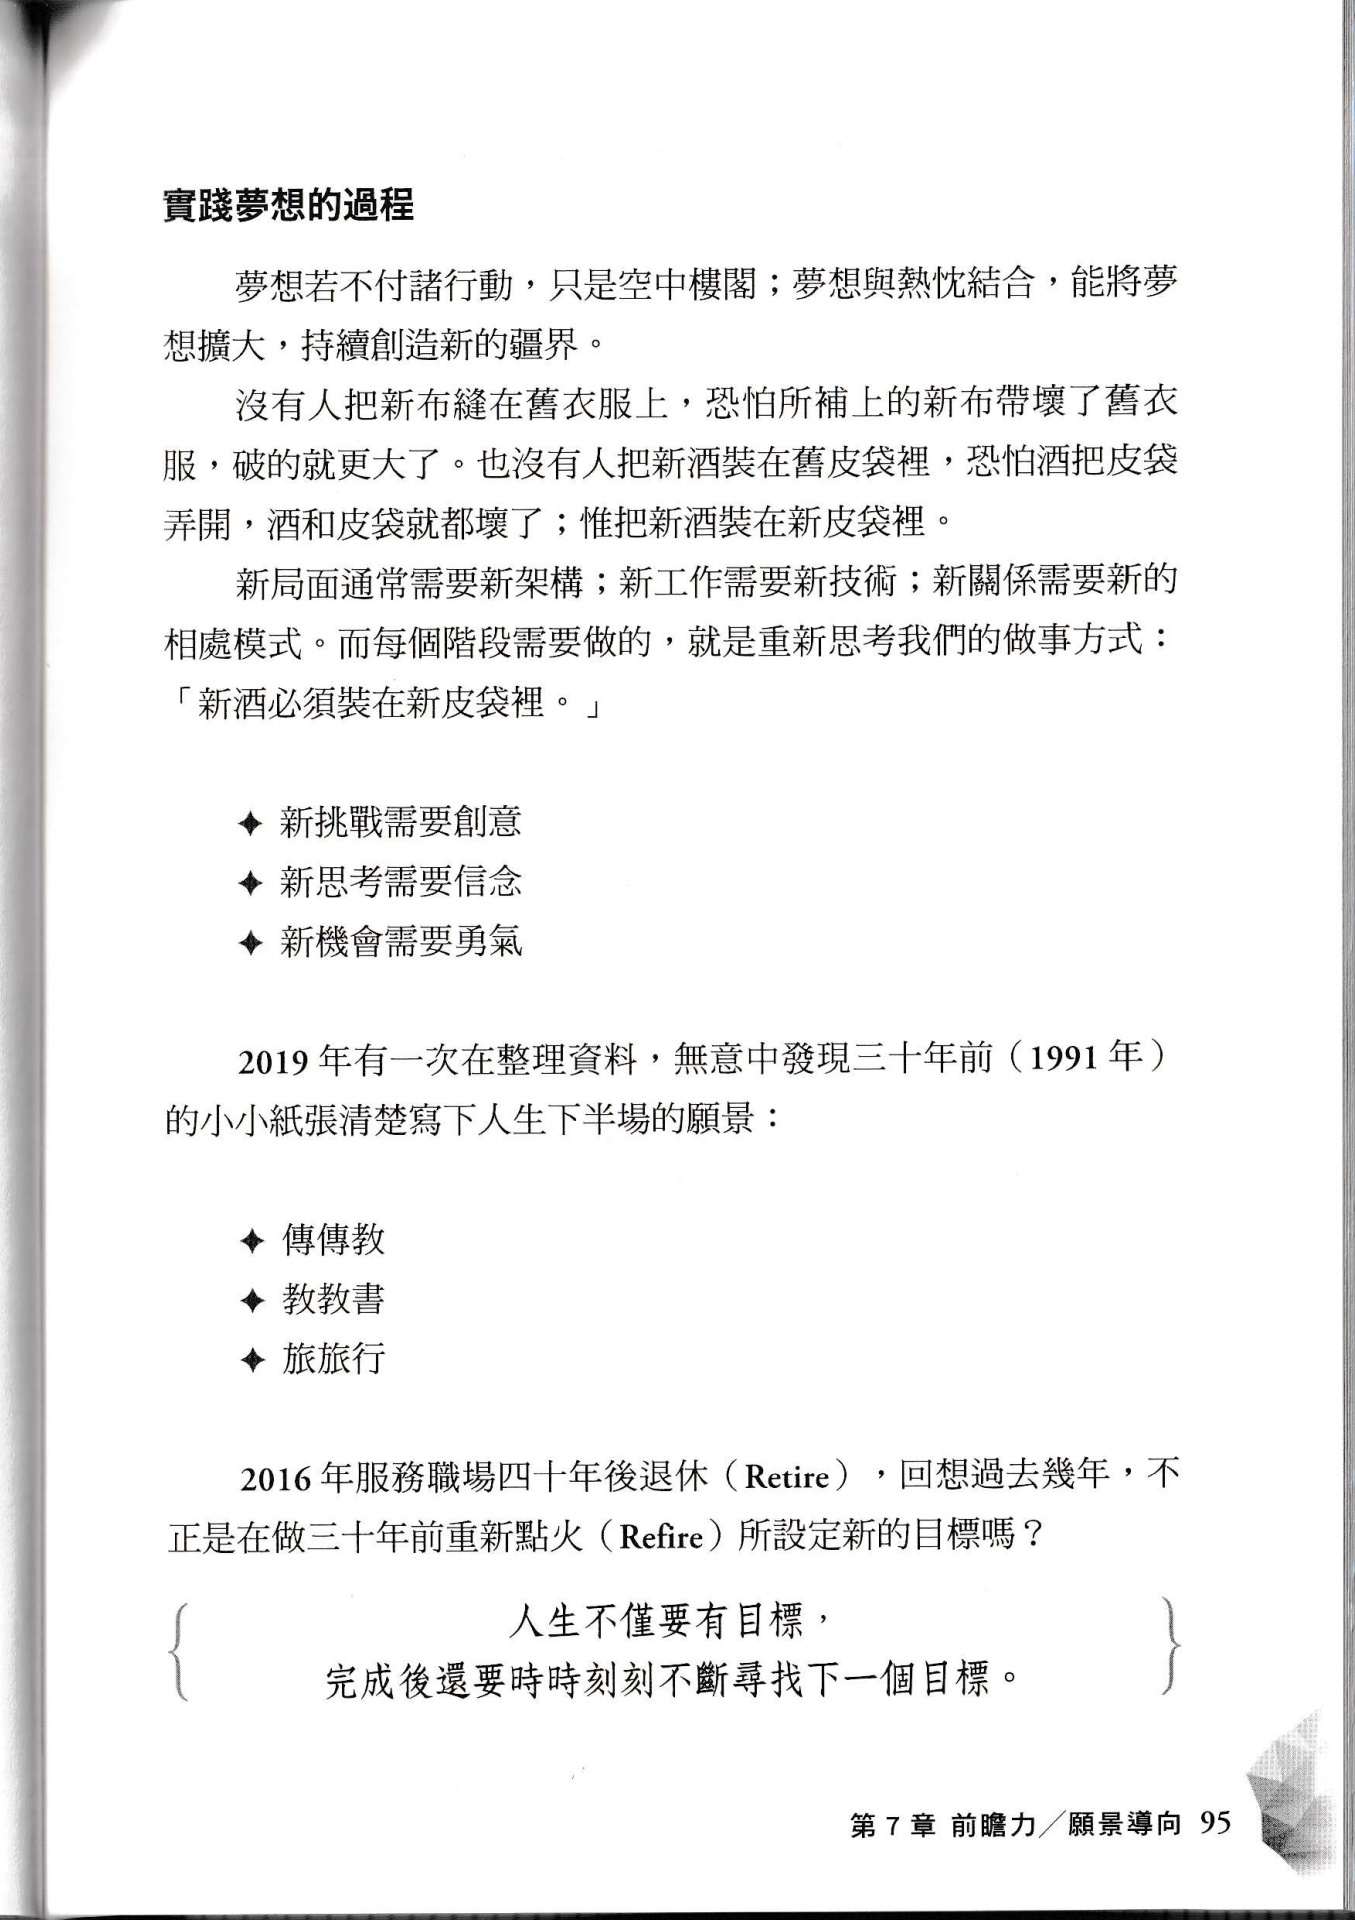 實踐夢想的過程
夢想若不付諸行動，只是空中樓閣；夢想與熱忱結合，能將夢
想擴大，持續創造新的疆界。
沒有人把新布縫在舊衣服上，恐怕所補上的新布帶壞了舊衣
服，破的就更大了。也沒有人把新酒裝在舊皮袋裡，恐怕酒把皮袋
弄開，酒和皮袋就都壞了；惟把新酒裝在新皮袋裡。
新局面通常需要新架構；新工作需要新技術；新關係需要新的
相處模式。而每個階段需要做的，就是重新思考我們的做事方式：
「新酒必須裝在新皮袋裡。」
✦ 新挑戰需要創意
✦ 新思考需要信念
✦ 新機會需要勇氣
2019 年有一次在整理資料，無意中發現三十年前（1991 年）
的小小紙張清楚寫下人生下半場的願景：
✦ 傳傳教
✦ 教教書
✦ 旅旅行
2016 年服務職場四十年後退休（Retire），回想過去幾年，不
正是在做三十年前重新點火（Refire）所設定新的目標嗎？
人生不僅要有目標，
完成後還要時時刻刻不斷尋找下一個目標。
第 7 章 前瞻力／願景導向 95